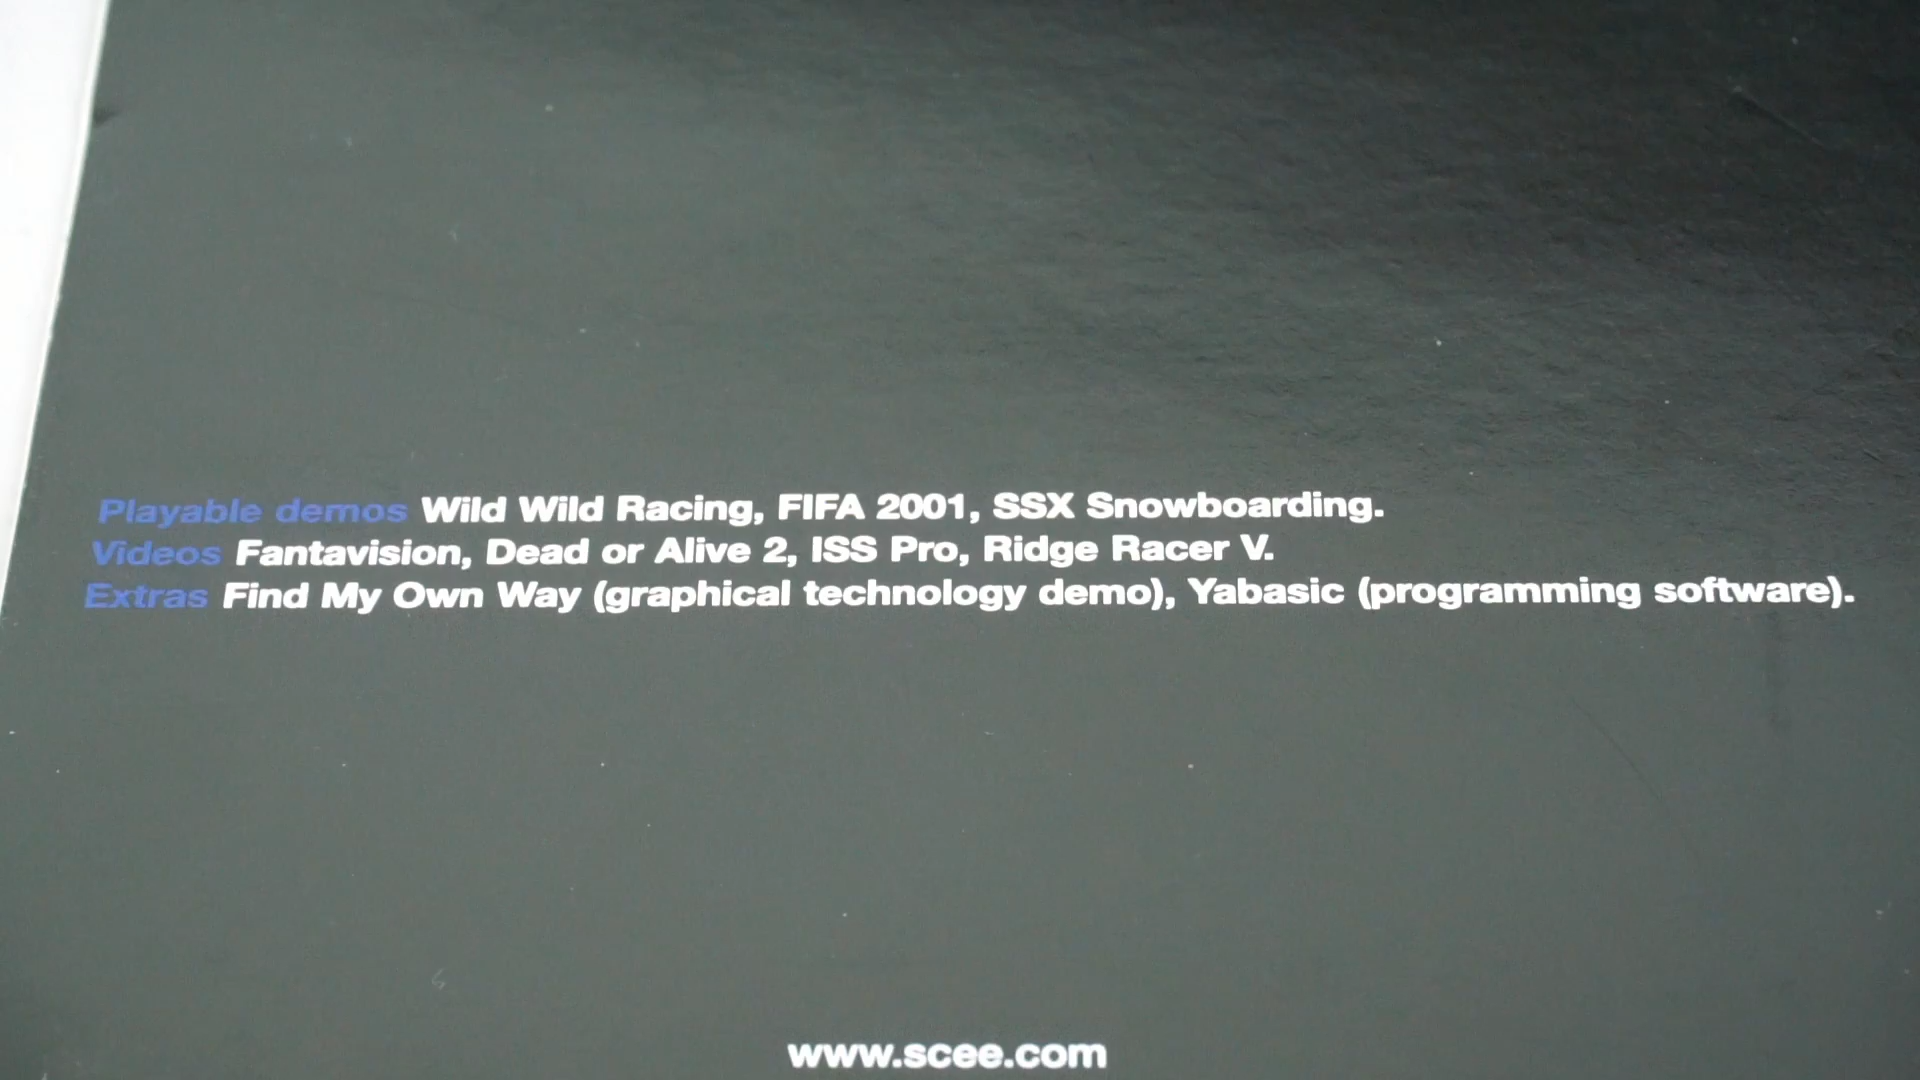 Playable demos Wild Wild Racing, FIFA 2001, SSX Snowboarding.
Videos Fantavision, Dead or Alive 2, ISS Pro, Ridge Racer V.
Extras Find My Own Way (graphical technology demo), Yabasic (programming software).
www.scee.com